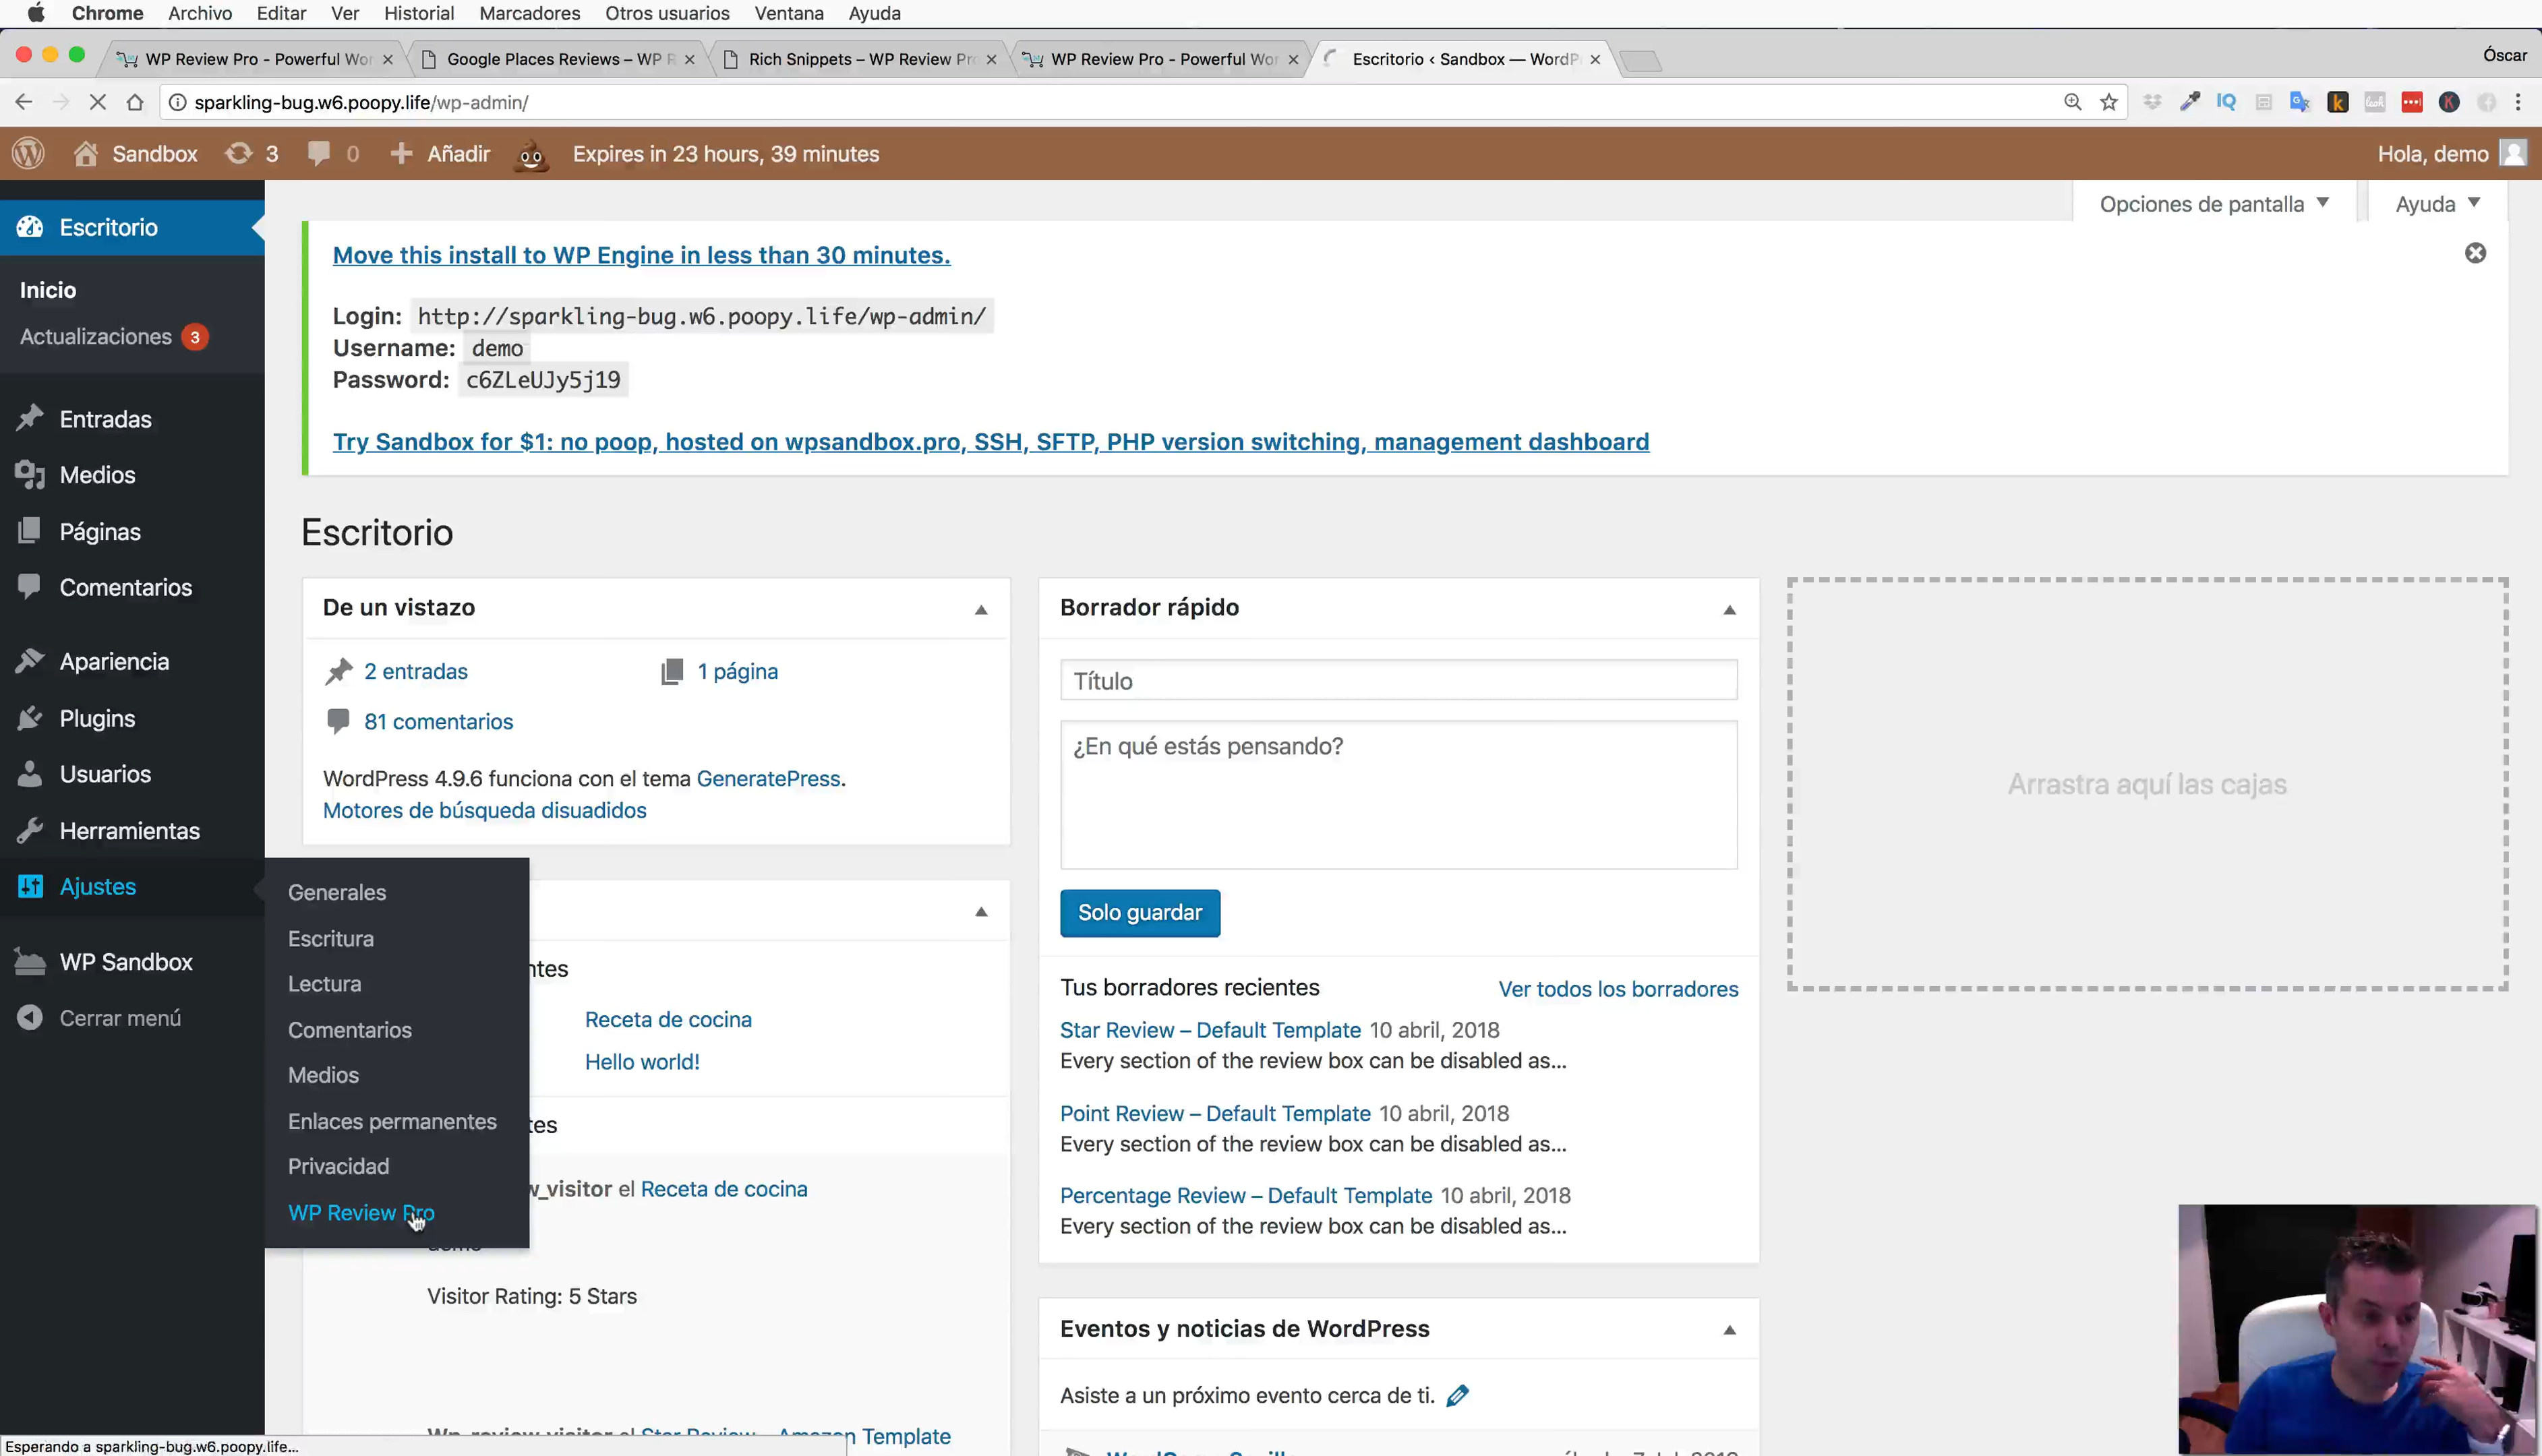 Chrome Archivo Editar Ver Historial Marcadores Otros usuarios Ventana Ayuda
WP Review Pro - Powerful Wor
Google Places Reviews – WP R
Rich Snippets – WP Review Pr
WP Review Pro - Powerful Wor
Escritorio ‹ Sandbox — WordP
Óscar
sparkling-bug.w6.poopy.life/wp-admin/
Sandbox 3 0 Añadir Expires in 23 hours, 39 minutes
Hola, demo
Opciones de pantalla Ayuda
Escritorio
Inicio
Actualizaciones 3
Entradas
Medios
Páginas
Comentarios
Apariencia
Plugins
Usuarios
Herramientas
Ajustes
WP Sandbox
Cerrar menú
Generales
Escritura
Lectura
Comentarios
Medios
Enlaces permanentes
Privacidad
WP Review Pro
Move this install to WP Engine in less than 30 minutes.
Login: http://sparkling-bug.w6.poopy.life/wp-admin/
Username: demo
Password: c6ZLeUJy5j19
Try Sandbox for $1: no poop, hosted on wpsandbox.pro, SSH, SFTP, PHP version switching, management dashboard
Escritorio
De un vistazo
2 entradas 1 página
81 comentarios
WordPress 4.9.6 funciona con el tema GeneratePress.
Motores de búsqueda disuadidos
ntes
Receta de cocina
Hello world!
tes
_visitor el Receta de cocina
Visitor Rating: 5 Stars
Wp_review_visitor el Star Review – Amazon Template
Borrador rápido
Título
¿En qué estás pensando?
Solo guardar
Tus borradores recientes Ver todos los borradores
Star Review – Default Template 10 abril, 2018
Every section of the review box can be disabled as...
Point Review – Default Template 10 abril, 2018
Every section of the review box can be disabled as...
Percentage Review – Default Template 10 abril, 2018
Every section of the review box can be disabled as...
Eventos y noticias de WordPress
Asiste a un próximo evento cerca de ti.
Arrastra aquí las cajas
Esperando a sparkling-bug.w6.poopy.life...